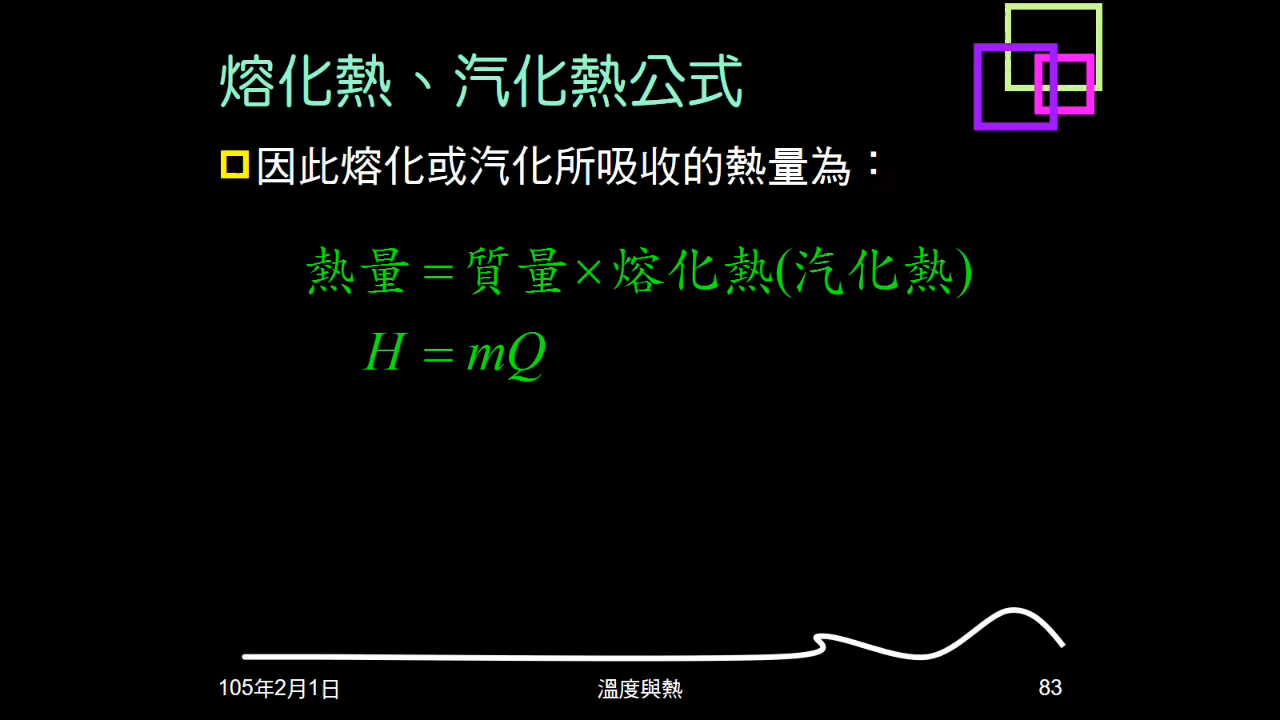 熔化熱、汽化熱公式
因此熔化或汽化所吸收的熱量為：
熱量=質量×熔化熱(汽化熱)
H = mQ
105年2月1日 溫度與熱 83